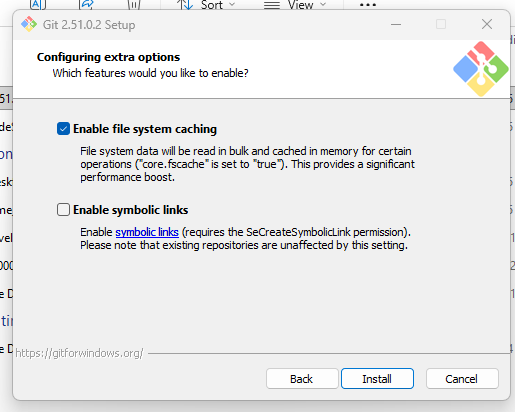 Sort
View
Git 2.51.0.2 Setup
Configuring extra options
Which features would you like to enable?
Enable file system caching
File system data will be read in bulk and cached in memory for certain
operations ("core.fscache" is set to "true"). This provides a significant
performance boost.
Enable symbolic links
Enable symbolic links (requires the SeCreateSymbolicLink permission).
Please note that existing repositories are unaffected by this setting.
https://gitforwindows.org/
Back
Install
Cancel